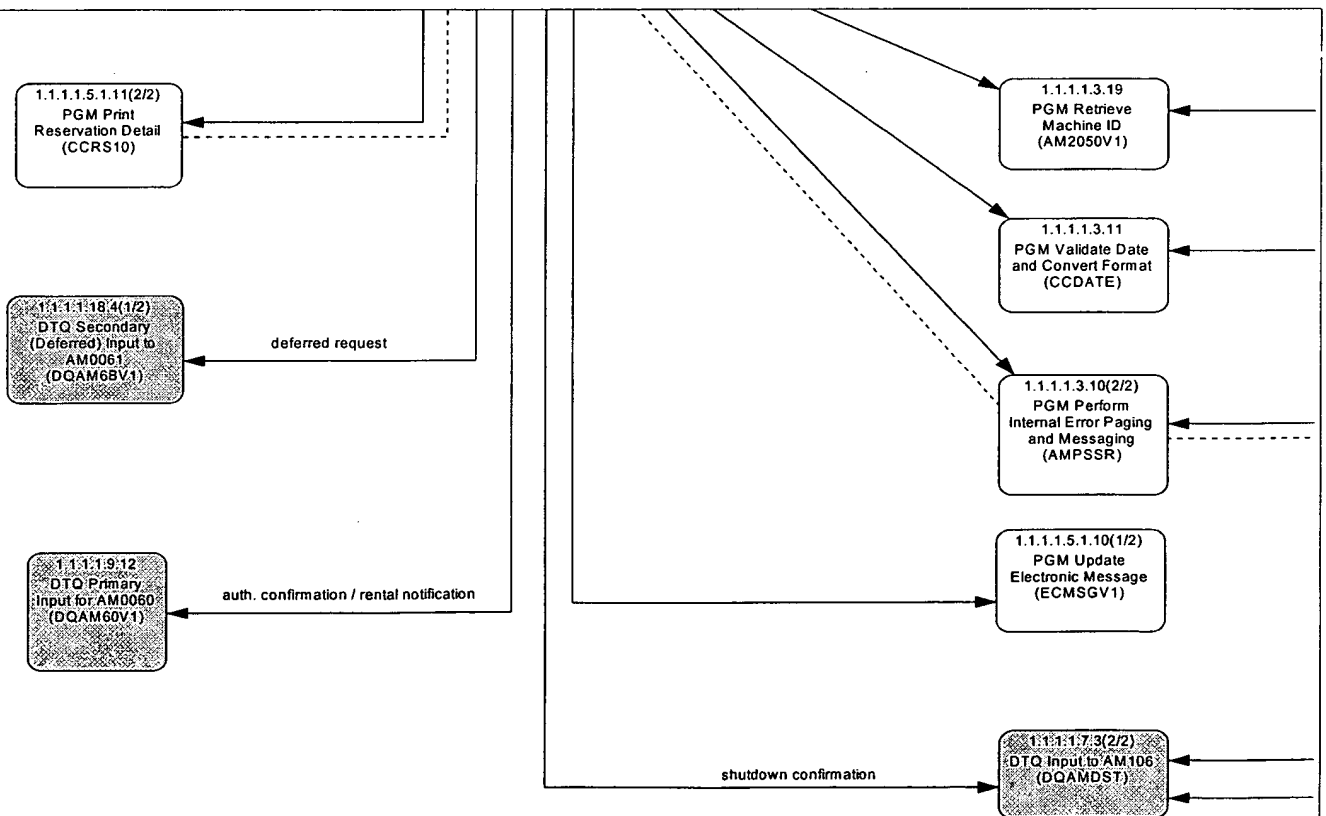 1.1.1.1.5.1.11(2/2)
PGM Print
Reservation Detail
(CCRS10)
1.1.1.1.3.19
PGM Retrieve
Machine ID
(AM2050V1)
1.1.1.1.3.11
PGM Validate Date
and Convert Format
(CCDATE)
1.1.1.1.18.4(1/2)
DTQ Secondary
(Deferred) Input to
AM0061
(DQAM6BV1)
deferred request
1.1.1.1.3.10(2/2)
PGM Perform
Internal Error Paging
and Messaging
(AMPSSR)
1.1.1.1.9.12
DTQ Primary
Input for AM0060
(DQAM60V1)
auth. confirmation / rental notification
1.1.1.1.5.1.10(1/2)
PGM Update
Electronic Message
(ECMSGV1)
shutdown confirmation
1.1.1.1.7.3(2/2)
DTQ Input to AM106
(DQAMDST)